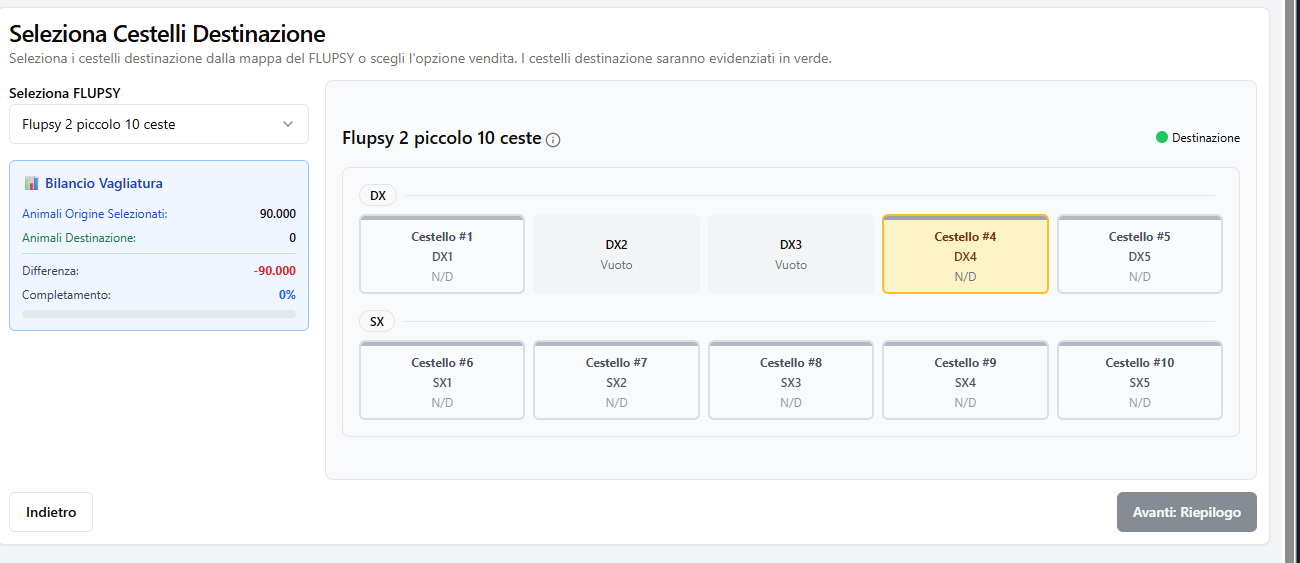 Seleziona Cestelli Destinazione
Seleziona i cestelli destinazione dalla mappa del FLUPSY o scegli l'opzione vendita. I cestelli destinazione saranno evidenziati in verde.
Seleziona FLUPSY
Flupsy 2 piccolo 10 ceste
Bilancio Vagliatura
Animali Origine Selezionati: 90.000
Animali Destinazione: 0
Differenza: -90.000
Completamento: 0%
Flupsy 2 piccolo 10 ceste
Destinazione
DX
Cestello #1
DX1
N/D
DX2
Vuoto
DX3
Vuoto
Cestello #4
DX4
N/D
Cestello #5
DX5
N/D
SX
Cestello #6
SX1
N/D
Cestello #7
SX2
N/D
Cestello #8
SX3
N/D
Cestello #9
SX4
N/D
Cestello #10
SX5
N/D
Indietro
Avanti: Riepilogo